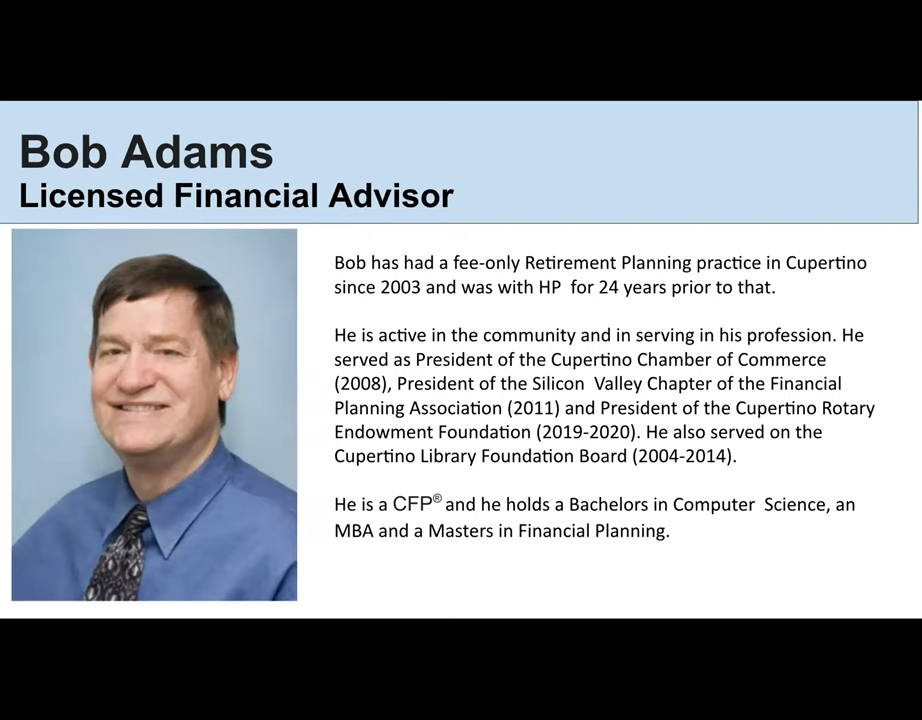 Bob Adams
Licensed Financial Advisor
Bob has had a fee-only Retirement Planning practice in Cupertino
since 2003 and was with HP for 24 years prior to that.
He is active in the community and in serving in his profession. He
served as President of the Cupertino Chamber of Commerce
(2008), President of the Silicon Valley Chapter of the Financial
Planning Association (2011) and President of the Cupertino Rotary
Endowment Foundation (2019-2020). He also served on the
Cupertino Library Foundation Board (2004-2014).
He is a CFP® and he holds a Bachelors in Computer Science, an
MBA and a Masters in Financial Planning.